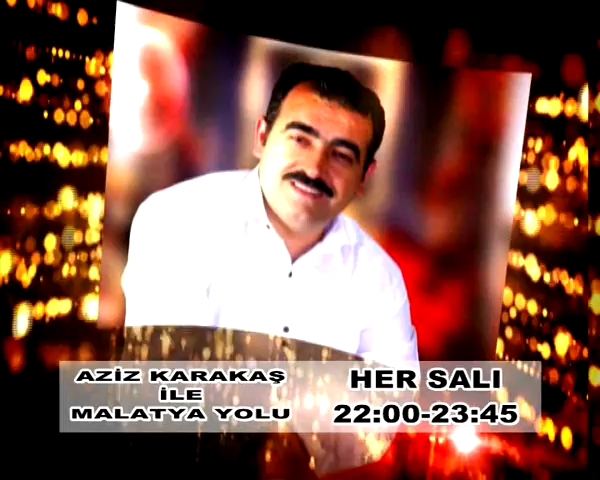 AZİZ KARAKAŞ
İLE
MALATYA YOLU
HER SALI
22:00-23:45